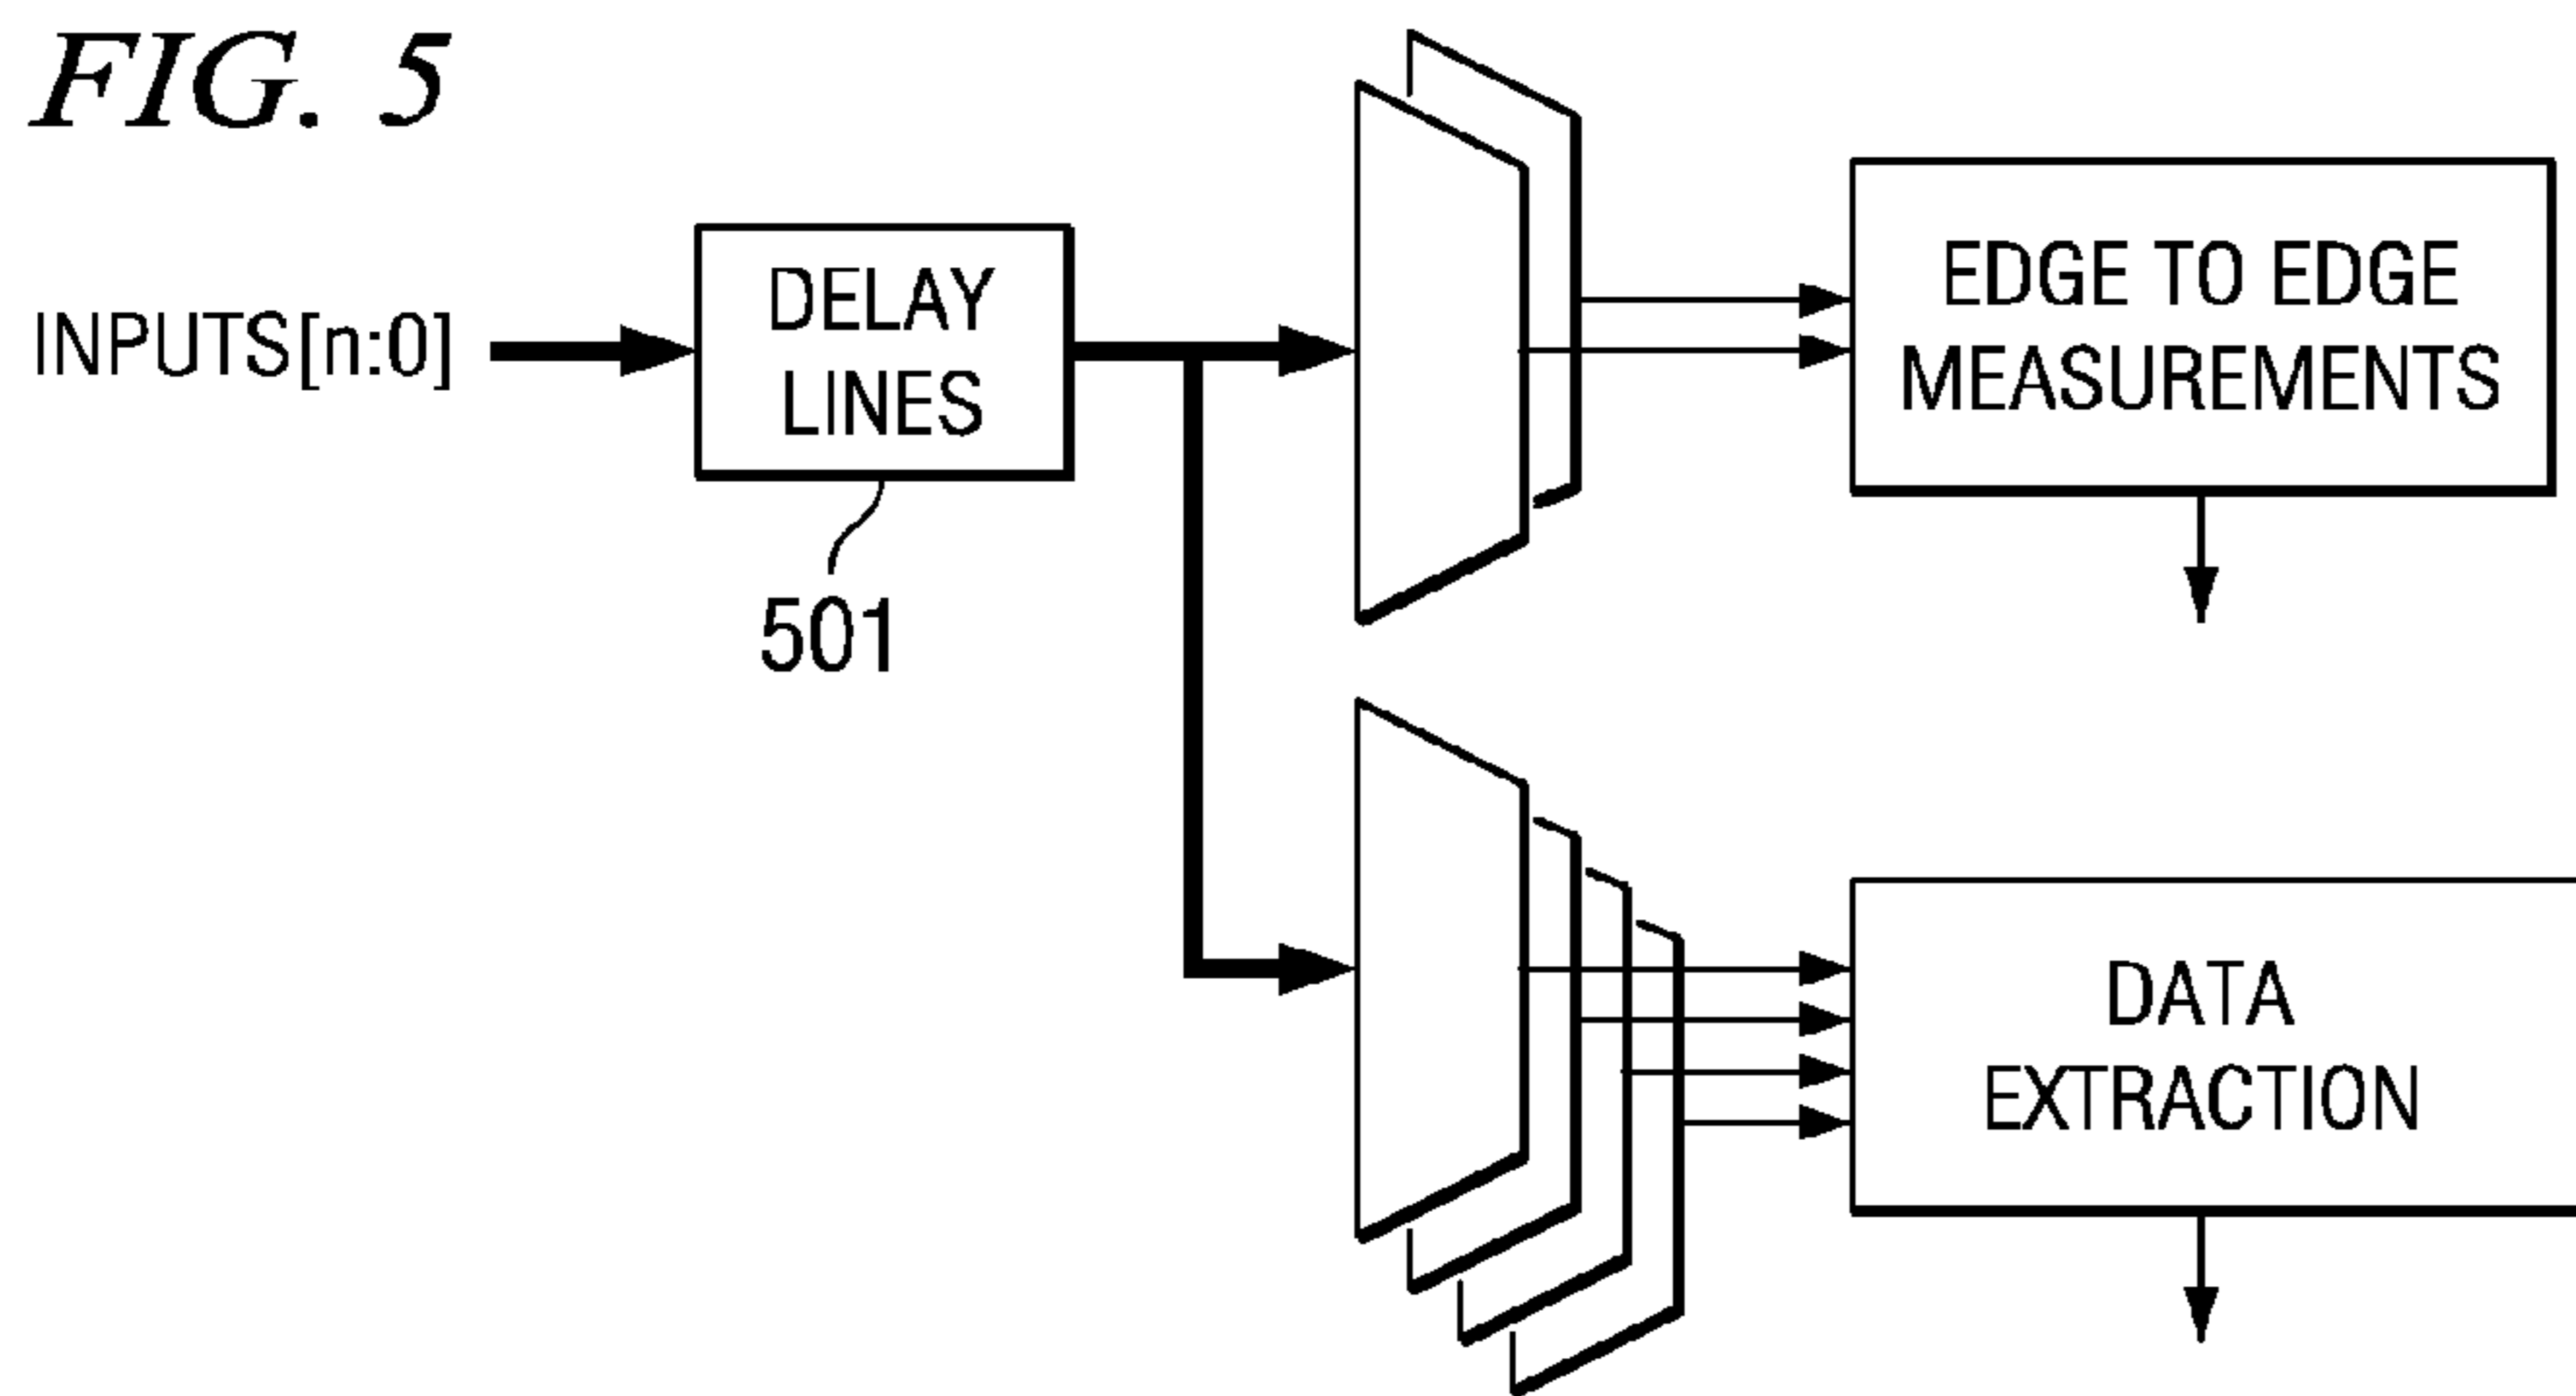 FIG. 5
INPUTS[n:0]
DELAY
LINES
501
EDGE TO EDGE
MEASUREMENTS
DATA
EXTRACTION